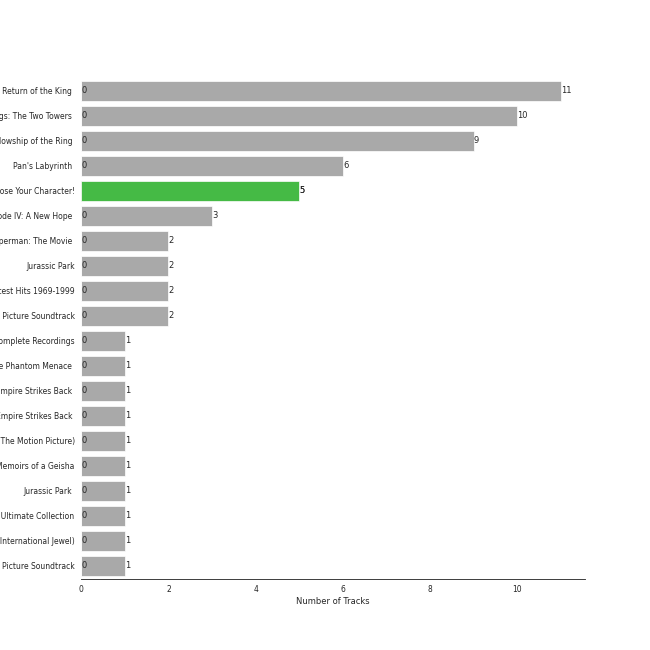 Return of the King 0 11
gs: The Two Towers 0 10
lowship of the Ring 0 9
Pan's Labyrinth 0 6
ose Your Character! 5
ode IV: A New Hope 0 3
perman: The Movie 0 2
Jurassic Park 0 2
test Hits 1969-1999 0 2
Picture Soundtrack 0 2
omplete Recordings 0 1
e Phantom Menace 0 1
mpire Strikes Back 0 1
Empire Strikes Back 0 1
(The Motion Picture) 0 1
Memoirs of a Geisha 0 1
Jurassic Park 0 1
Ultimate Collection 0 1
(International Jewel) 0 1
Picture Soundtrack 0 1
0 2 4 6 8 10
Number of Tracks